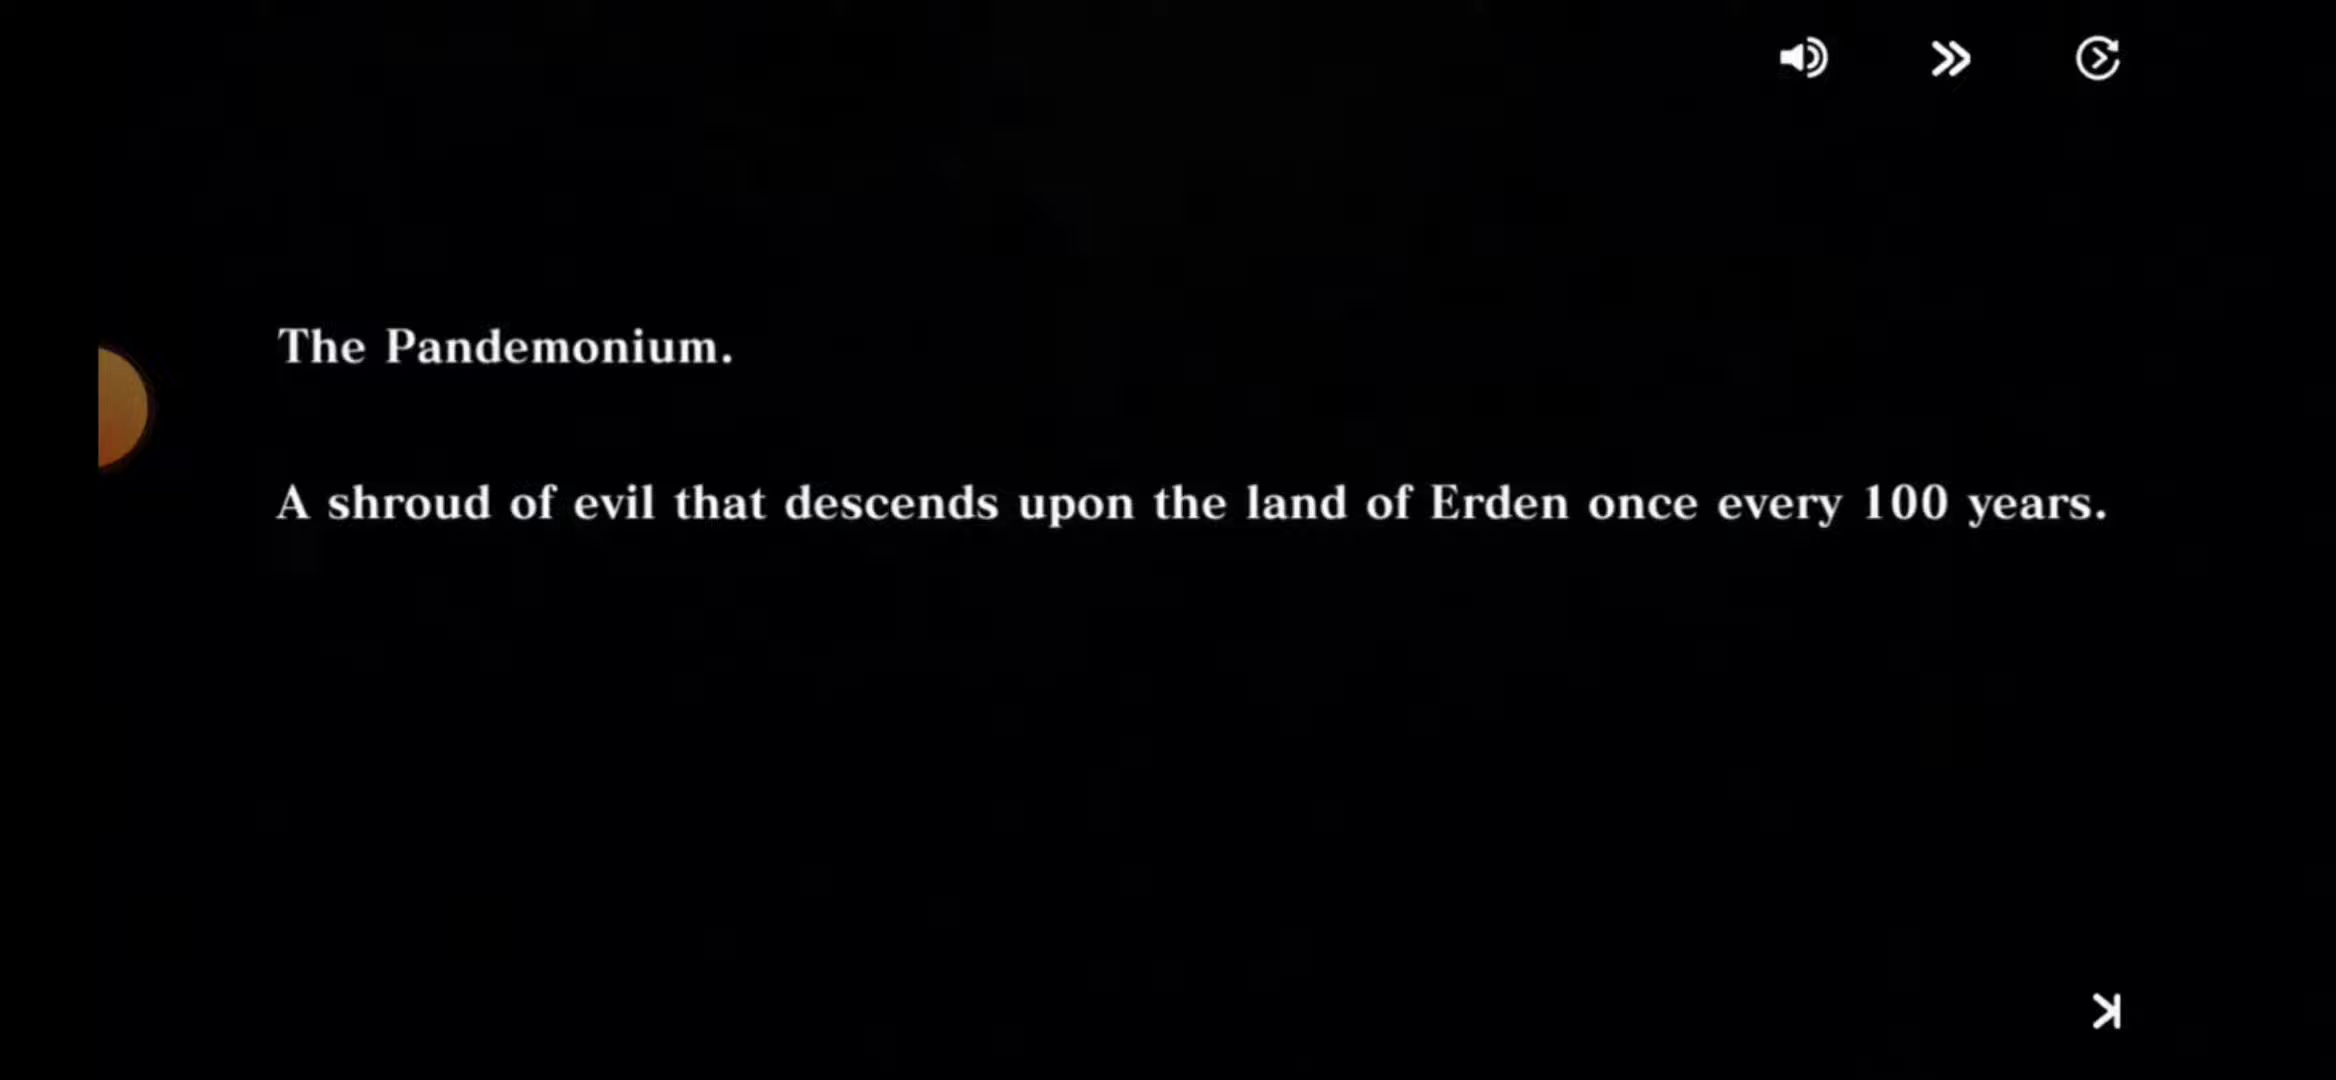 The Pandemonium.
A shroud of evil that descends upon the land of Erden once every 100 years.